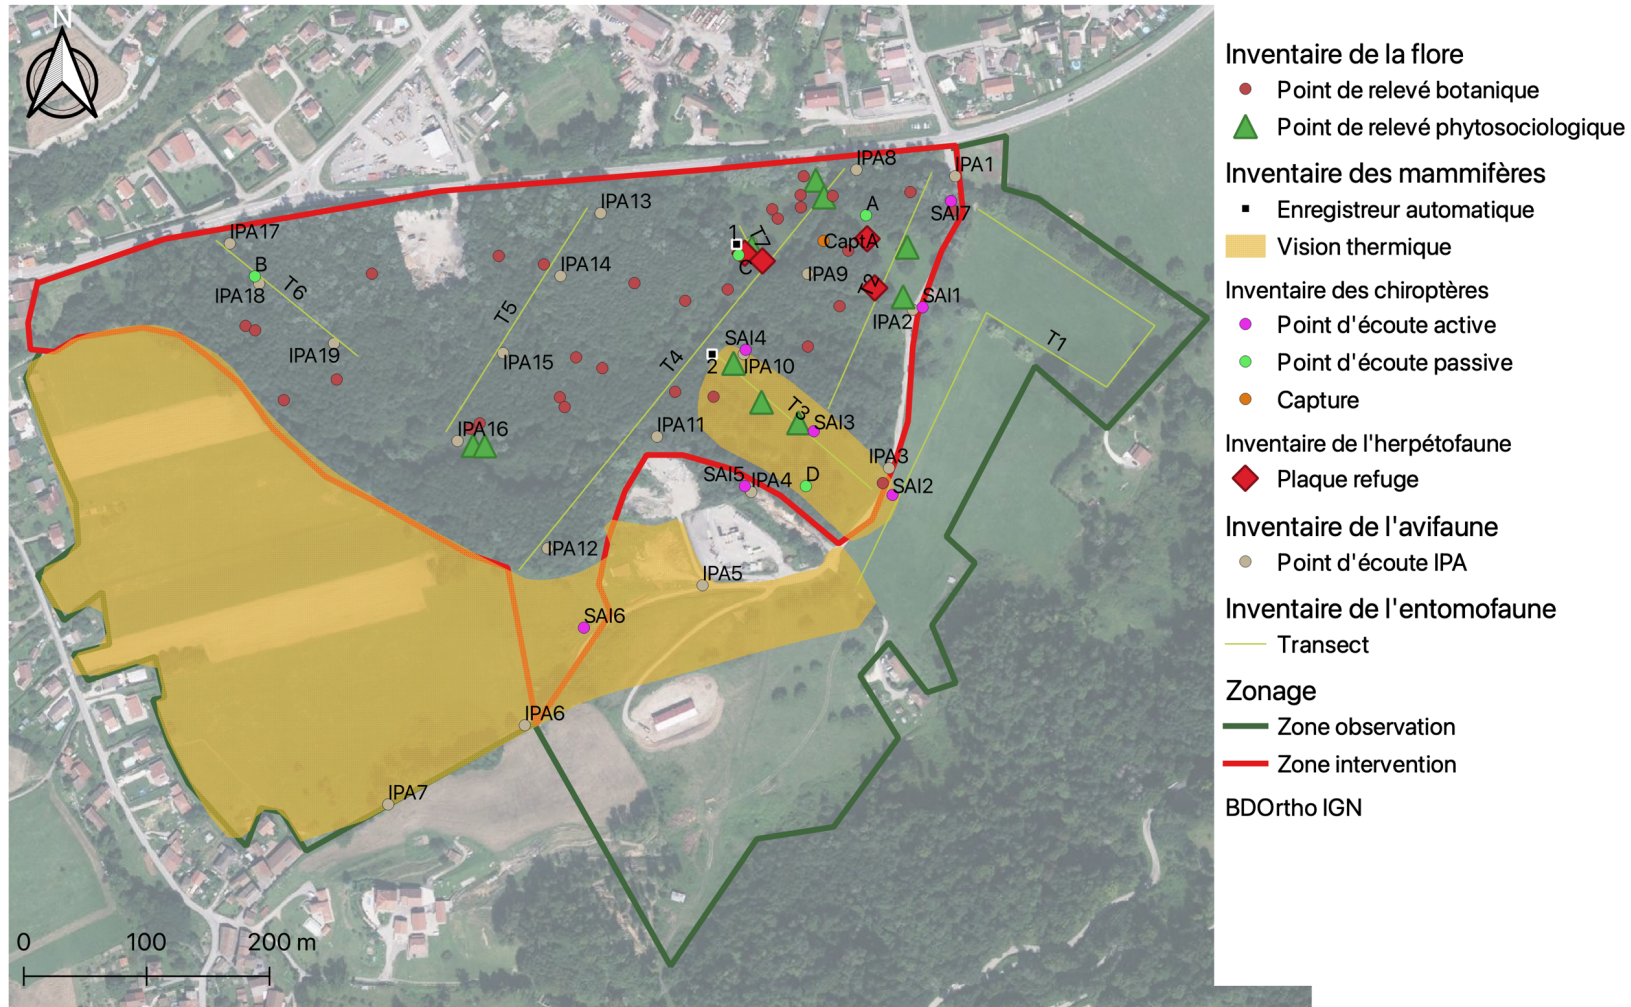 N
IPA8
IPA1
IPA13
SAI7
A
IPA17
1
T7
CaptA
C
IPA9
B
IPA14
IPA18
T6
T2
SAI1
IPA2
T5
T1
SAI4
IPA19
IPA15
T4
2
IPA10
T3
SAI3
IPA16
IPA11
IPA3
SAI5
IPA4
D
SAI2
IPA12
IPA5
SAI6
IPA6
IPA7
0 100 200 m
Inventaire de la flore
Point de relevé botanique
Point de relevé phytosociologique
Inventaire des mammifères
Enregistreur automatique
Vision thermique
Inventaire des chiroptères
Point d'écoute active
Point d'écoute passive
Capture
Inventaire de l'herpétofaune
Plaque refuge
Inventaire de l'avifaune
Point d'écoute IPA
Inventaire de l'entomofaune
Transect
Zonage
Zone observation
Zone intervention
BDOrtho IGN